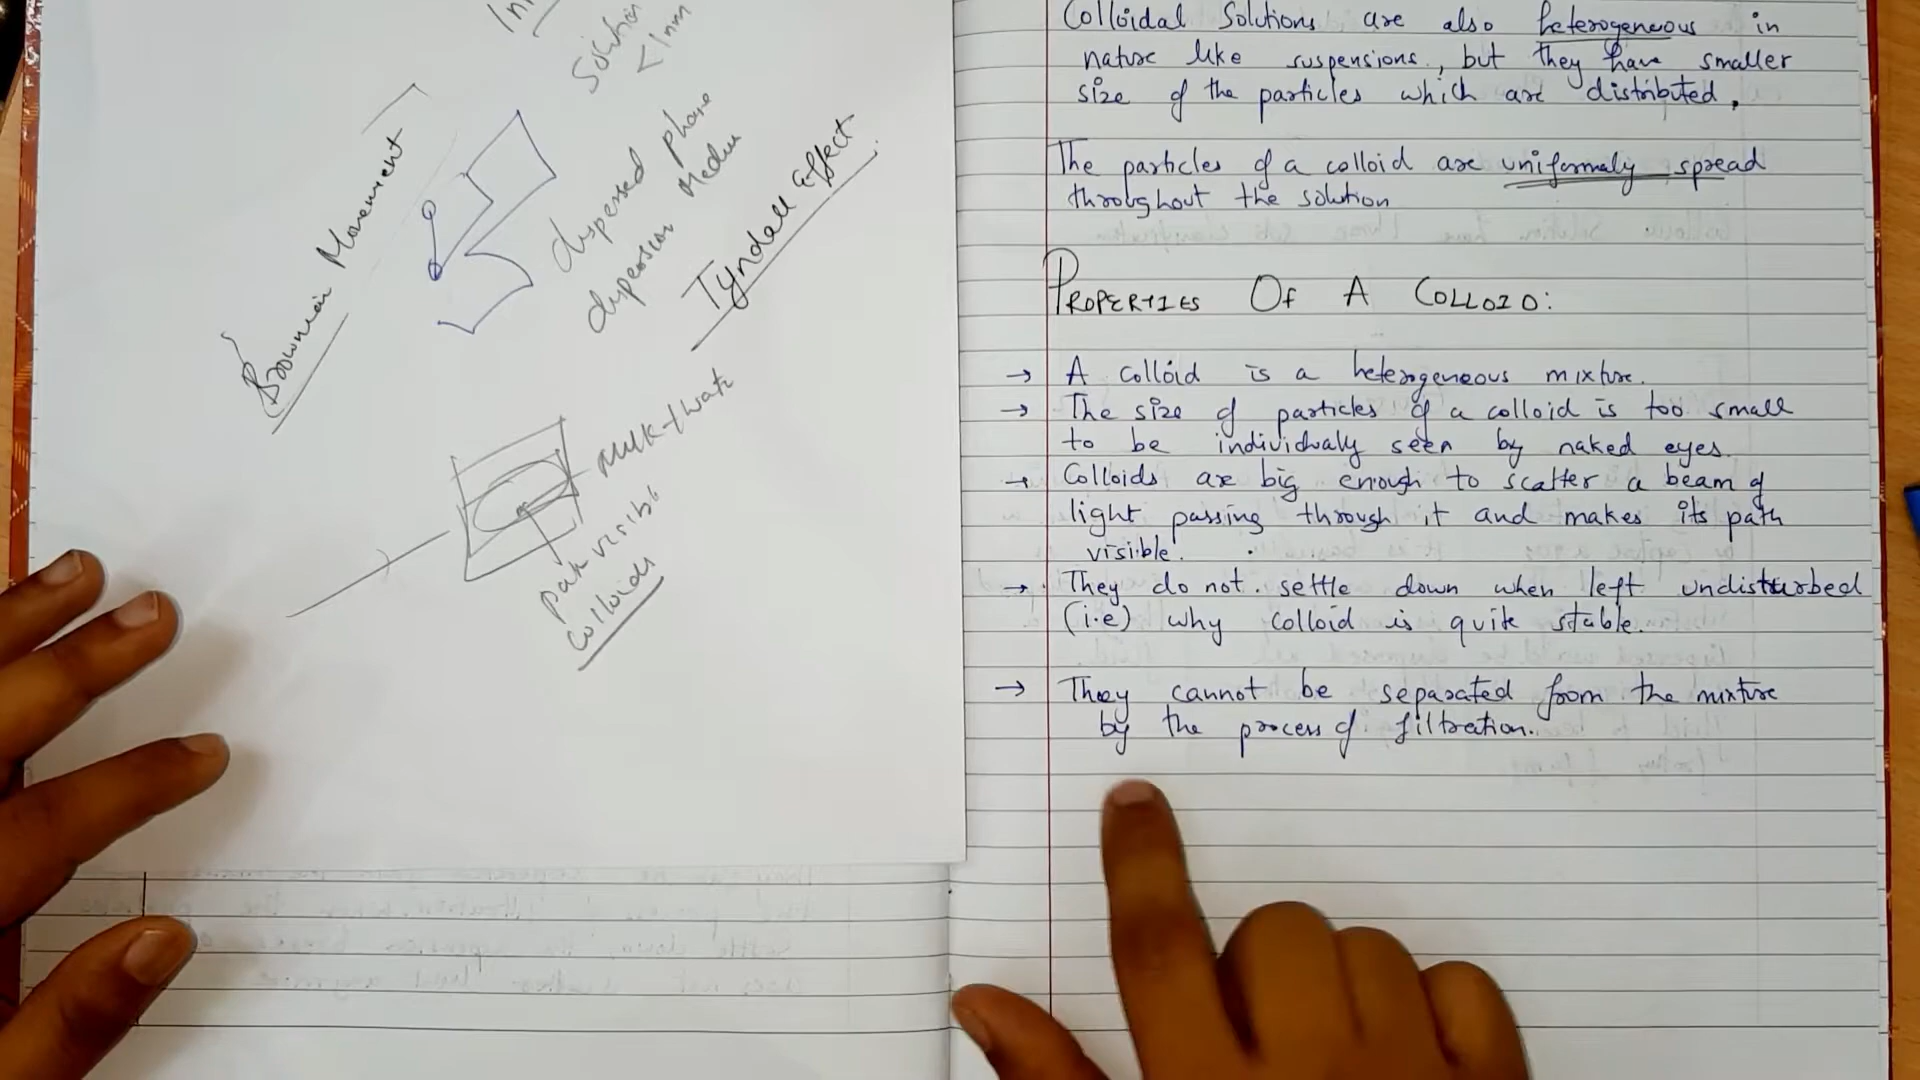 Solution
< 1nm
Brownian Movement
dispersed phase
dispersion
Tyndall Effect
Milk + Wate
path visible
colloids
Colloidal Solutions are also heterogeneous in
nature like suspensions, but they have smaller
size of the particles which are distributed.
The particles of a colloid are uniformaly spread
throughout the solution
PROPERTIES OF A COLLOID:
→ A colloid is a heterogeneous mixture.
→ The size of particles of a colloid is too small
to be individualy seen by naked eyes.
→ Colloids are big enough to scatter a beam of
light passing through it and makes its path
visible.
→ They do not settle down when left undisturbed
(i.e) why colloid is quite stable.
→ They cannot be separated from the mixture
by the process of filtration.